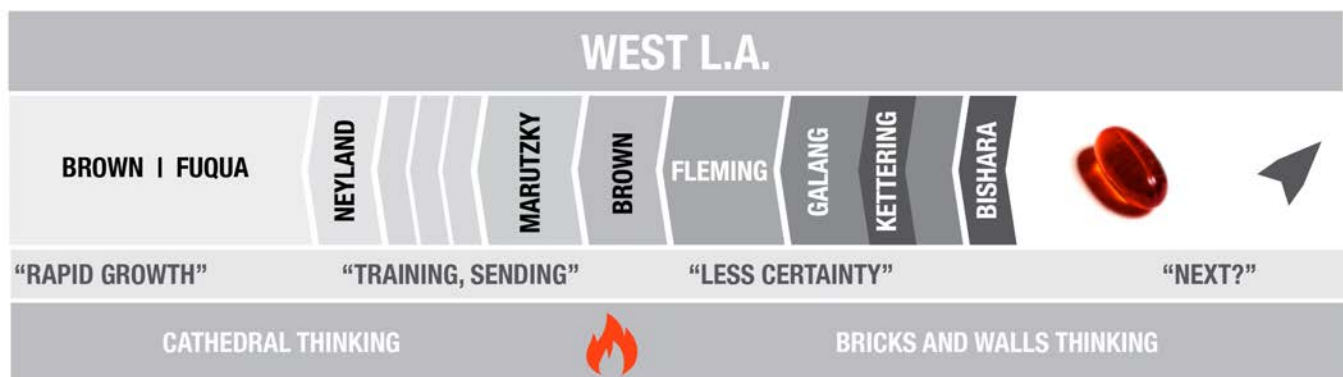 WEST L.A.
BROWN | FUQUA
NEYLAND
MARUTZKY
BROWN
FLEMING
GALANG
KETTERING
BISHARA
“RAPID GROWTH”
“TRAINING, SENDING”
“LESS CERTAINTY”
“NEXT?”
CATHEDRAL THINKING
BRICKS AND WALLS THINKING